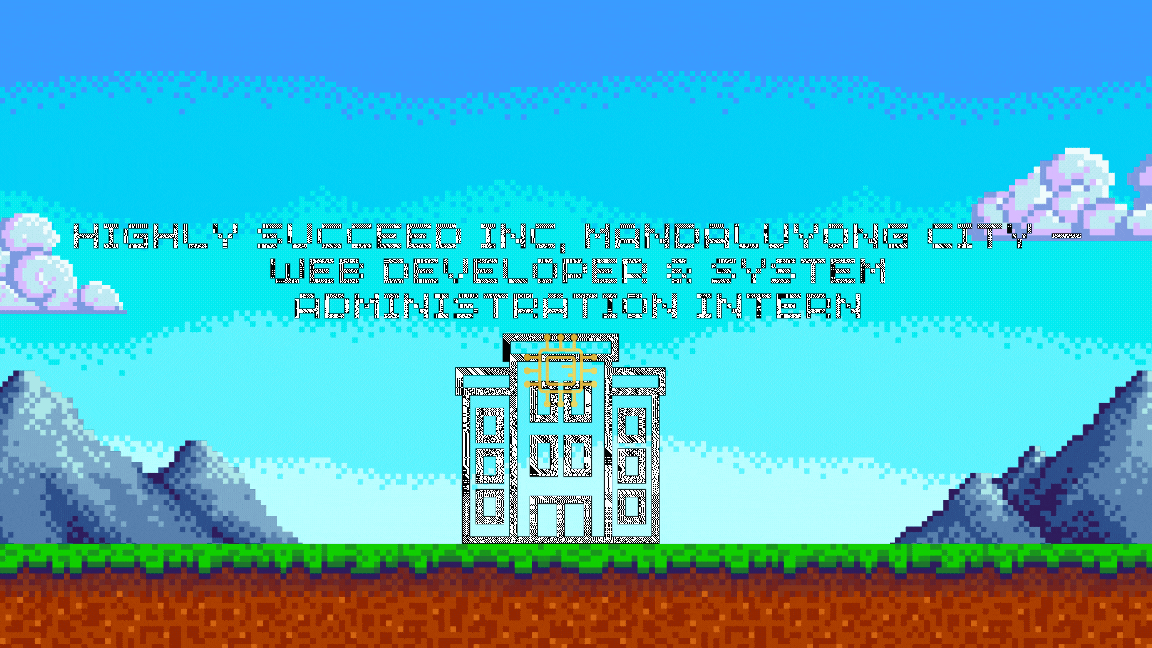 HIGHLY SUCCEED INC, MANDALUYONG CITY -
WEB DEVELOPER & SYSTEM
ADMINISTRATION INTERN